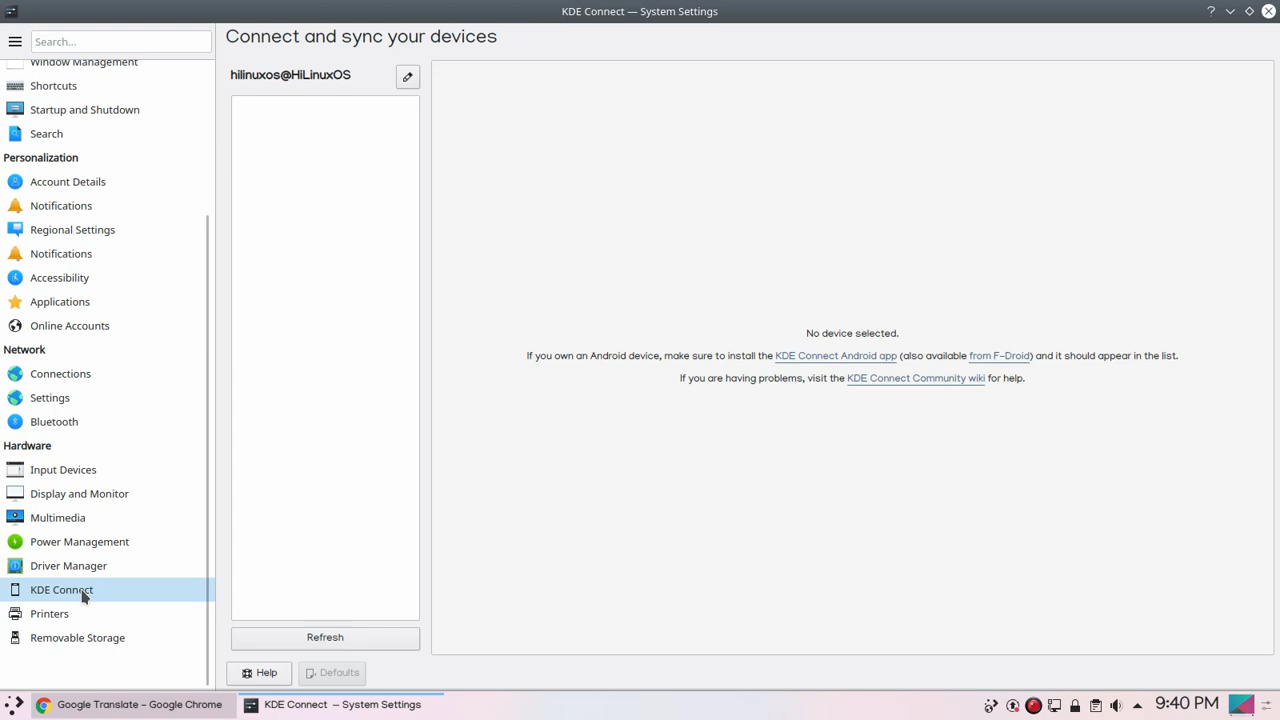 KDE Connect — System Settings
Search...
Window Management
Shortcuts
Startup and Shutdown
Search
Personalization
Account Details
Notifications
Regional Settings
Notifications
Accessibility
Applications
Online Accounts
Network
Connections
Settings
Bluetooth
Hardware
Input Devices
Display and Monitor
Multimedia
Power Management
Driver Manager
KDE Connect
Printers
Removable Storage
Connect and sync your devices
hilinuxos@HiLinuxOS
Refresh
No device selected.
If you own an Android device, make sure to install the KDE Connect Android app (also available from F-Droid) and it should appear in the list.
If you are having problems, visit the KDE Connect Community wiki for help.
Help
Defaults
Google Translate – Google Chrome
KDE Connect — System Settings
9:40 PM